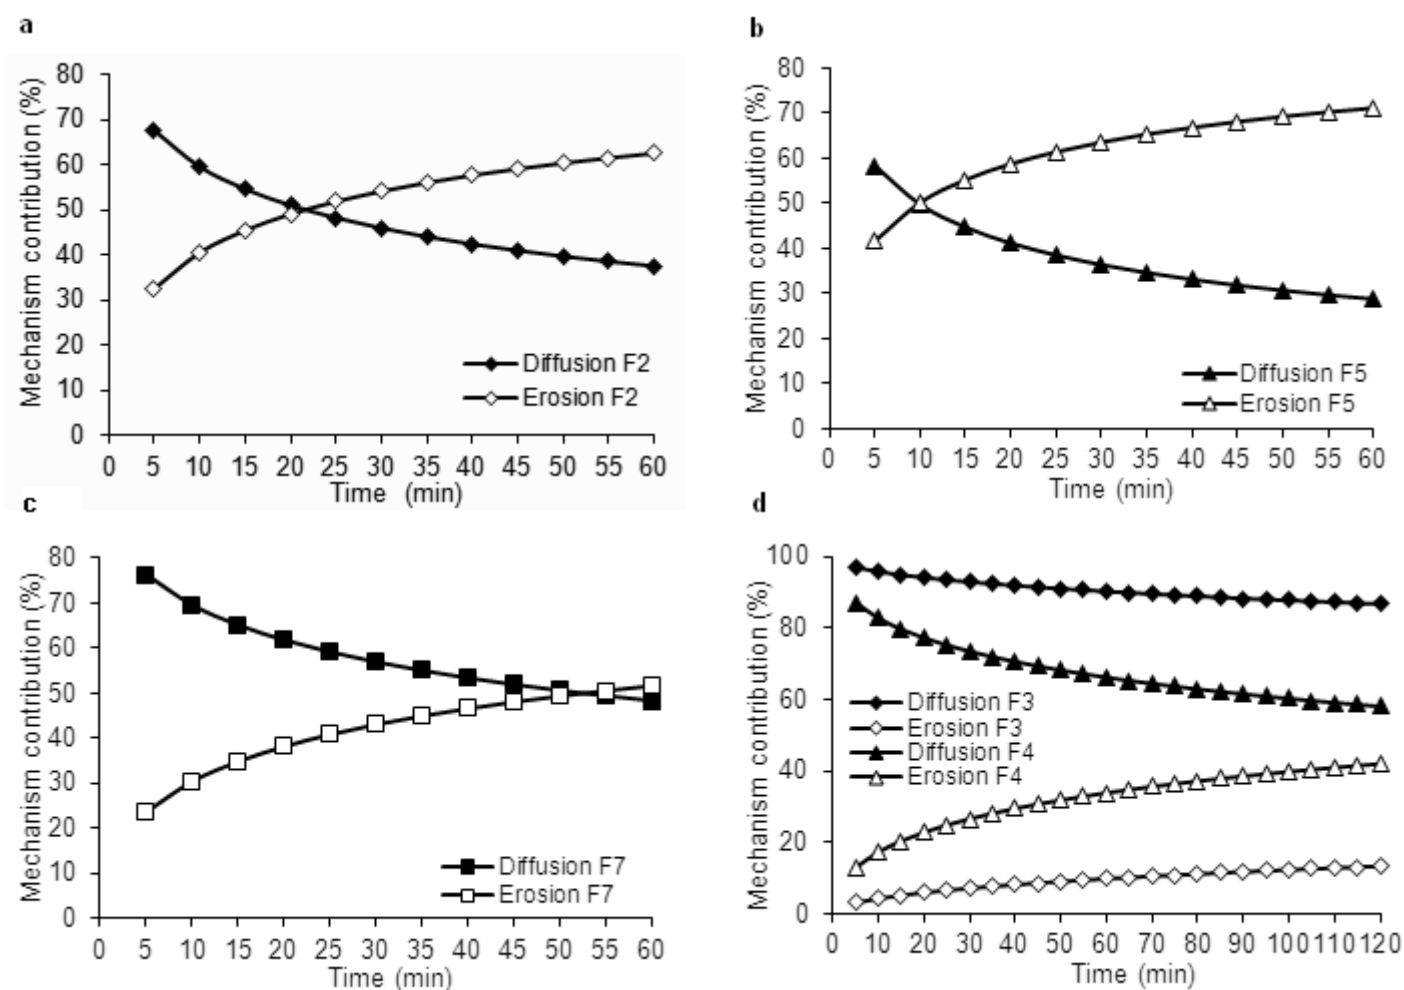 a
Mechanism contribution (%)
80
70
60
50
40
30
20
10
0
Diffusion F2
Erosion F2
0 5 10 15 20 25 30 35 40 45 50 55 60
Time (min)
b
Mechanism contribution (%)
80
70
60
50
40
30
20
10
0
Diffusion F5
Erosion F5
0 5 10 15 20 25 30 35 40 45 50 55 60
Time (min)
c
Mechanism contribution (%)
80
70
60
50
40
30
20
10
0
Diffusion F7
Erosion F7
0 5 10 15 20 25 30 35 40 45 50 55 60
Time (min)
d
Mechanism contribution (%)
100
80
60
40
20
0
Diffusion F3
Erosion F3
Diffusion F4
Erosion F4
0 10 20 30 40 50 60 70 80 90 100 110 120
Time (min)